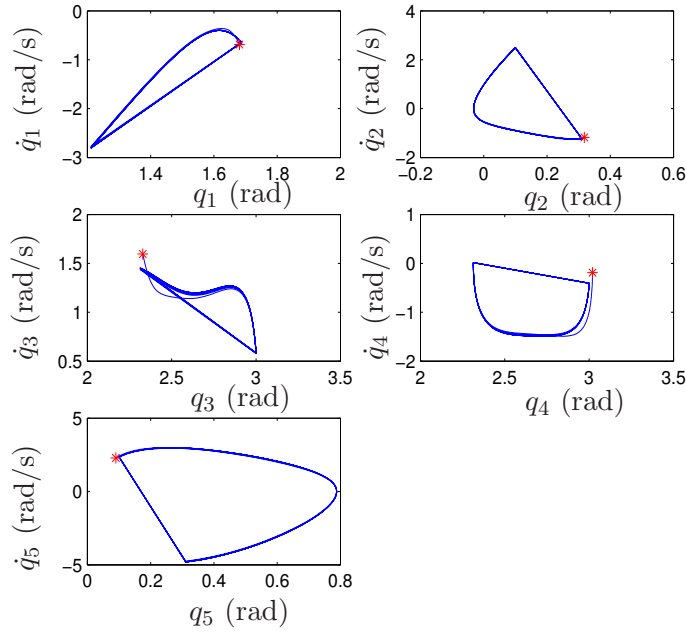 0
-1
-2
-3
1.4 1.6 1.8 2
q̇1 (rad/s)
q1 (rad)
4
2
0
-2
-0.2 0 0.2 0.4 0.6
q̇2 (rad/s)
q2 (rad)
2
1.5
1
0.5
2 2.5 3 3.5
q̇3 (rad/s)
q3 (rad)
1
0
-1
-2
2 2.5 3 3.5
q̇4 (rad/s)
q4 (rad)
5
0
-5
0 0.2 0.4 0.6 0.8
q̇5 (rad/s)
q5 (rad)